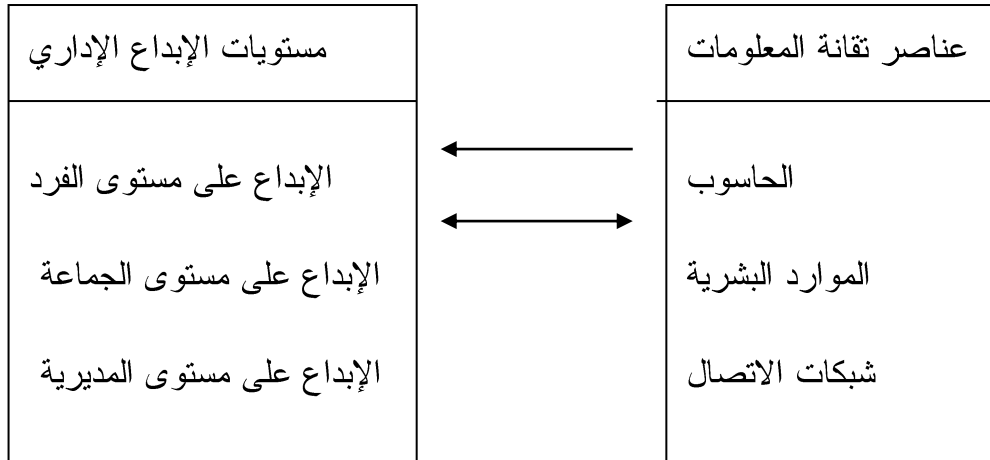 عناصر تقانة المعلومات
الحاسوب
الموارد البشرية
شبكات الاتصال
مستويات الإبداع الإداري
الإبداع على مستوى الفرد
الإبداع على مستوى الجماعة
الإبداع على مستوى المديرية